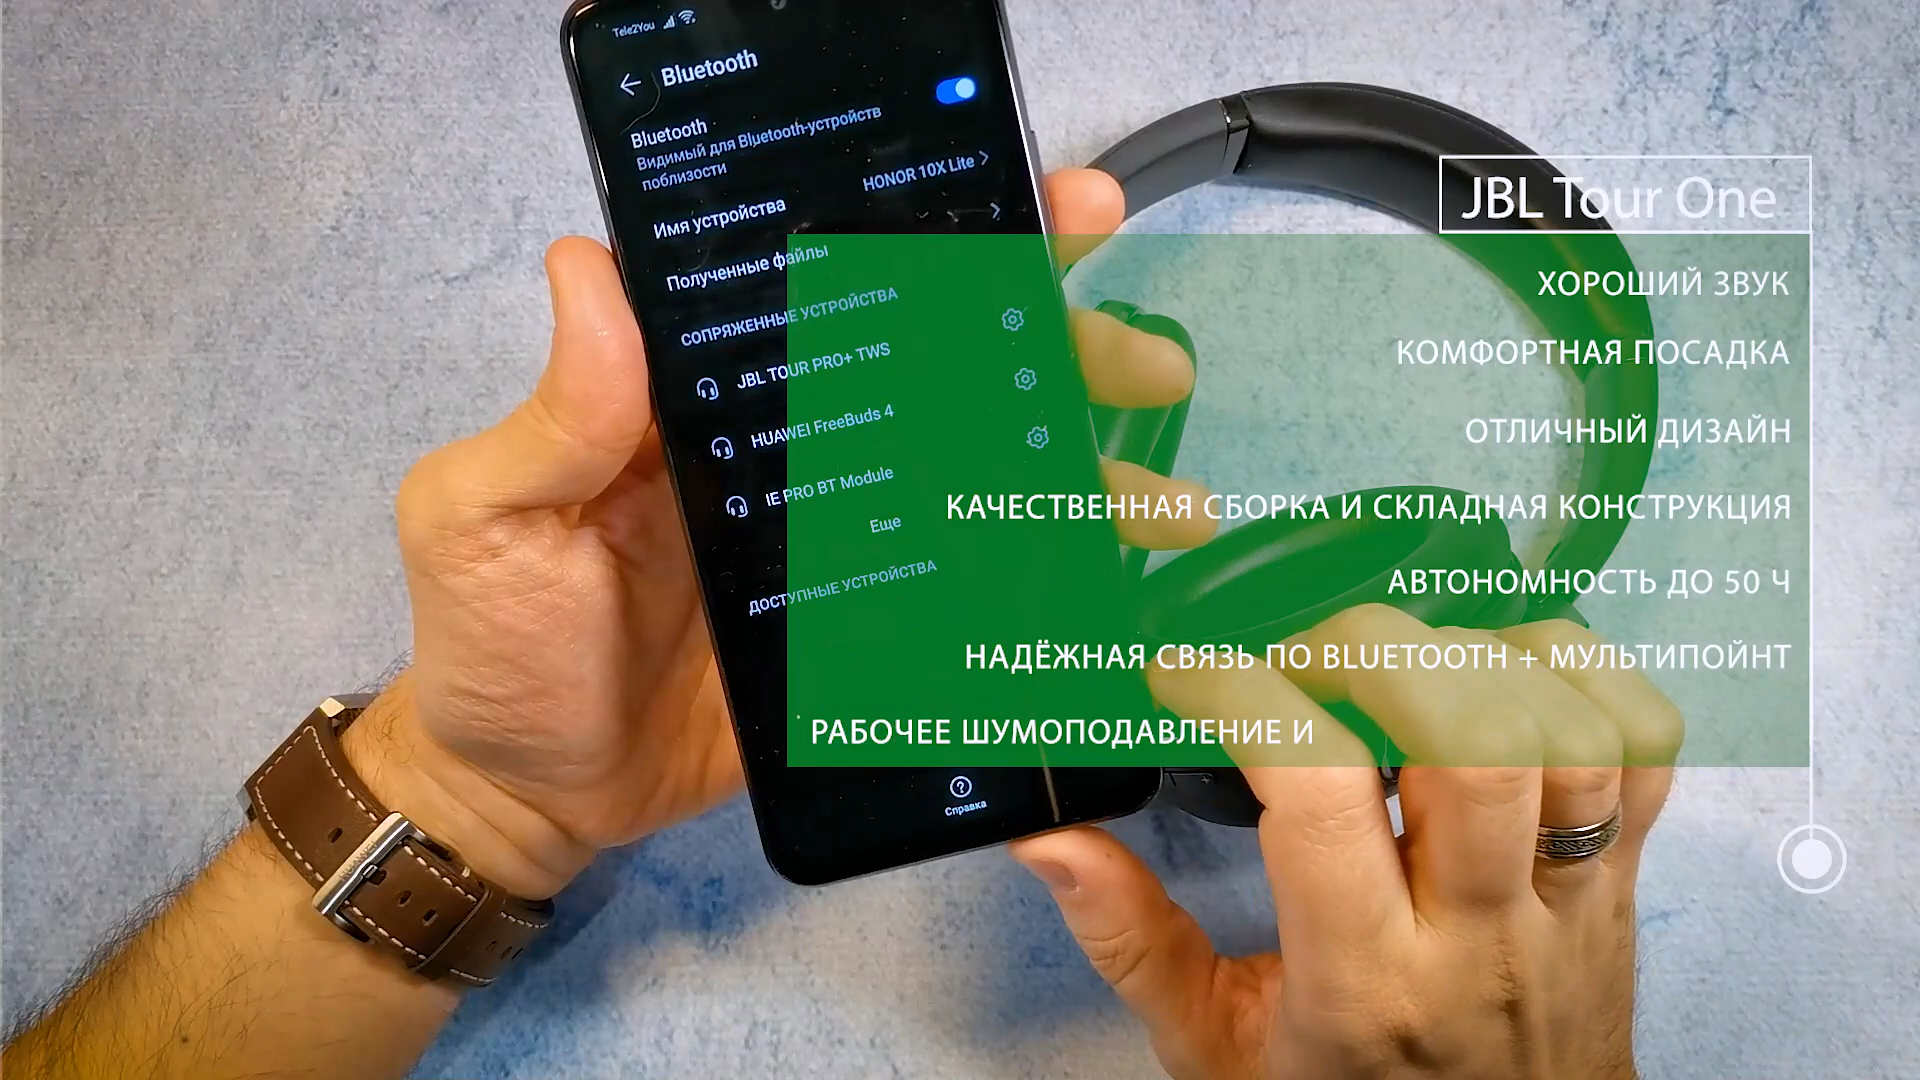 Tele2You
Bluetooth
Bluetooth
Видимый для Bluetooth-устройств
поблизости
Имя устройства
HONOR 10X Lite
Полученные файлы
СОПРЯЖЕННЫЕ УСТРОЙСТВА
JBL TOUR PRO+ TWS
HUAWEI FreeBuds 4
IE PRO BT Module
Еще
ДОСТУПНЫЕ УСТРОЙСТВА
Справка
HUAWEI
JBL Tour One
ХОРОШИЙ ЗВУК
КОМФОРТНАЯ ПОСАДКА
ОТЛИЧНЫЙ ДИЗАЙН
КАЧЕСТВЕННАЯ СБОРКА И СКЛАДНАЯ КОНСТРУКЦИЯ
АВТОНОМНОСТЬ ДО 50 Ч
НАДЁЖНАЯ СВЯЗЬ ПО BLUETOOTH + МУЛЬТИПОЙНТ
РАБОЧЕЕ ШУМОПОДАВЛЕНИЕ И